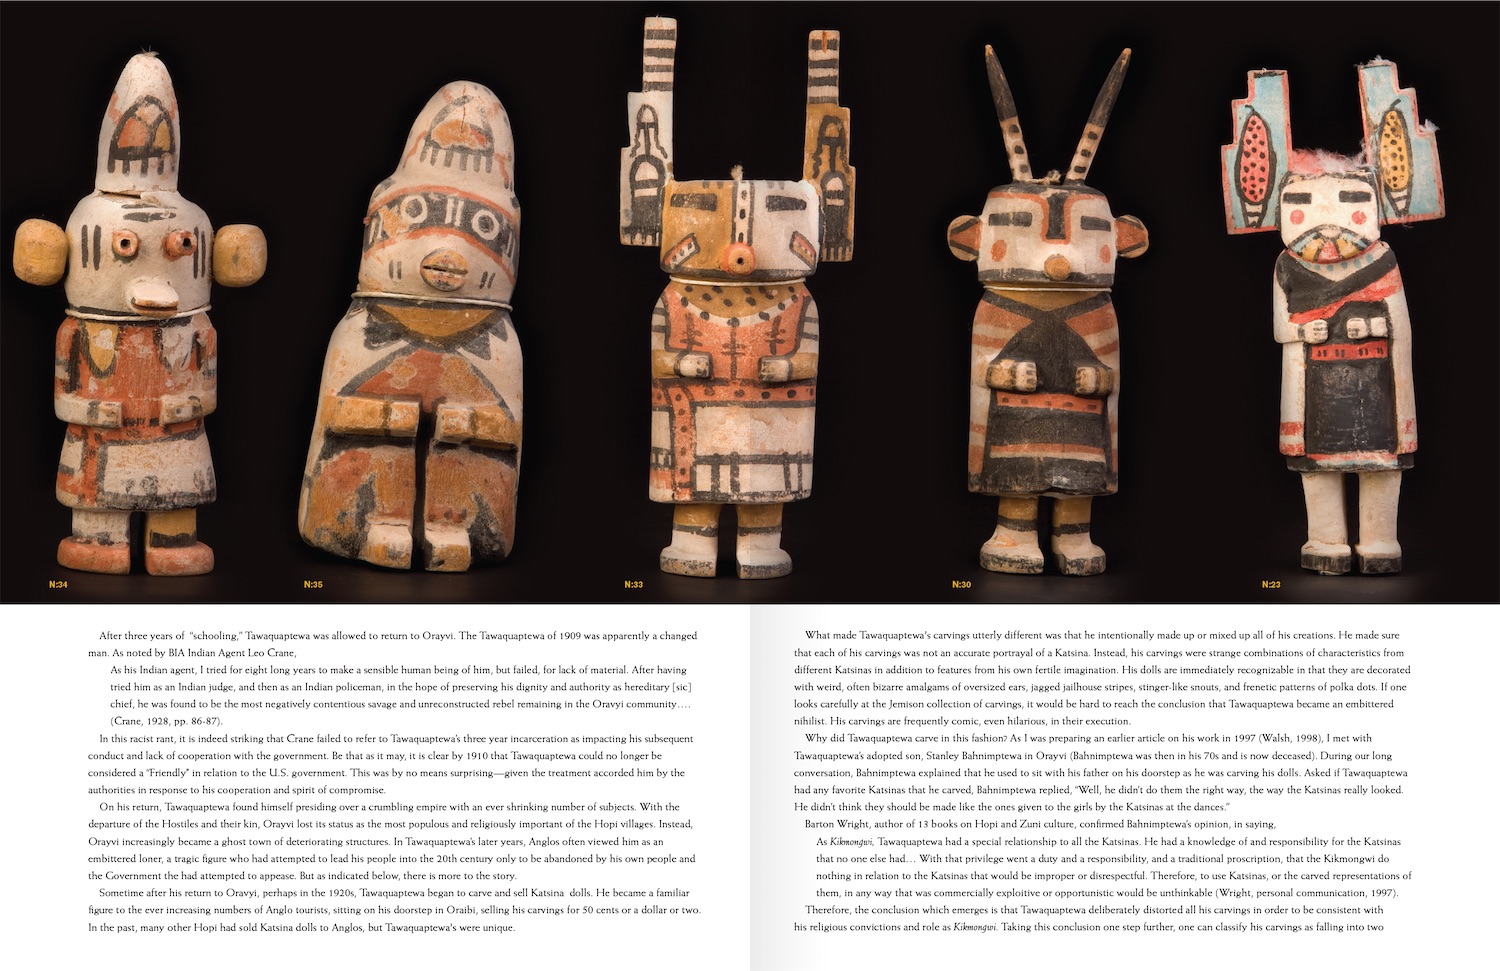 N:34
N:35
N:33
N:30
N:23
After three years of "schooling," Tawaquaptewa was allowed to return to Orayvi. The Tawaquaptewa of 1909 was apparently a changed
man. As noted by BIA Indian Agent Leo Crane,
As his Indian agent, I tried for eight long years to make a sensible human being of him, but failed, for lack of material. After having
tried him as an Indian judge, and then as an Indian policeman, in the hope of preserving his dignity and authority as hereditary [sic]
chief, he was found to be the most negatively contentious savage and unreconstructed rebel remaining in the Oraivi community….
(Crane, 1928, pp. 86-87).
In this racist rant, it is indeed striking that Crane failed to refer to Tawaquaptewa's three year incarceration as impacting his subsequent
conduct and lack of cooperation with the government. Be that as it may, it is clear by 1910 that Tawaquaptewa could no longer be
considered a "Friendly" in relation to the U.S. government. This was by no means surprising—given the treatment accorded him by the
authorities in response to his cooperation and spirit of compromise.
On his return, Tawaquaptewa found himself presiding over a crumbling empire with an ever shrinking number of subjects. With the
departure of the Hostiles and their kin, Orayvi lost its status as the most populous and religiously important of the Hopi villages. Instead,
Orayvi increasingly became a ghost town of deteriorating structures. In Tawaquaptewa's later years, Anglos often viewed him as an
embittered loner, a tragic figure who had attempted to lead his people into the 20th century only to be abandoned by his own people and
the Government the had attempted to appease. But as indicated below, there is more to the story.
Sometime after his return to Orayvi, perhaps in the 1920s, Tawaquaptewa began to carve and sell Katsina dolls. He became a familiar
figure to the ever increasing numbers of Anglo tourists, sitting on his doorstep in Oraibi, selling his carvings for 50 cents or a dollar or two.
In the past, many other Hopi had sold Katsina dolls to Anglos, but Tawaquaptewa's were unique.
What made Tawaquaptewa's carvings utterly different was that he intentionally made up or mixed up all of his creations. He made sure
that each of his carvings was not an accurate portrayal of a Katsina. Instead, his carvings were strange combinations of characteristics from
different Katsinas in addition to features from his own fertile imagination. His dolls are immediately recognizable in that they are decorated
with weird, often bizarre amalgams of oversized ears, jagged jailhouse stripes, stinger-like snouts, and frenetic patterns of polka dots. If one
looks carefully at the Jemison collection of carvings, it would be hard to reach the conclusion that Tawaquaptewa became an embittered
nihilist. His carvings are frequently comic, even hilarious, in their execution.
Why did Tawaquaptewa carve in this fashion? As I was preparing an earlier article on his work in 1997 (Walsh, 1998), I met with
Tawaquaptewa's adopted son, Stanley Bahnimptewa in Orayvi (Bahnimptewa was then in his 70s and is now deceased). During our long
conversation, Bahnimptewa explained that he used to sit with his father on his doorstep as he was carving his dolls. Asked if Tawaquaptewa
had any favorite Katsinas that he carved, Bahnimptewa replied, "Well, he didn't do them the right way, the way the Katsinas really looked.
He didn't think they should be made like the ones given to the girls by the Katsinas at the dances."
Barton Wright, author of 13 books on Hopi and Zuni culture, confirmed Bahnimptewa's opinion, in saying,
As Kikmongwi, Tawaquaptewa had a special relationship to all the Katsinas. He had a knowledge of and responsibility for the Katsinas
that no one else had… With that privilege went a duty and a responsibility, and a traditional proscription, that the Kikmongwi do
nothing in relation to the Katsinas that would be improper or disrespectful. Therefore, to use Katsinas, or the carved representations of
them, in any way that was commercially exploitive or opportunistic would be unthinkable (Wright, personal communication, 1997).
Therefore, the conclusion which emerges is that Tawaquaptewa deliberately distorted all his carvings in order to be consistent with
his religious convictions and role as Kikmongwi. Taking this conclusion one step further, one can classify his carvings as falling into two